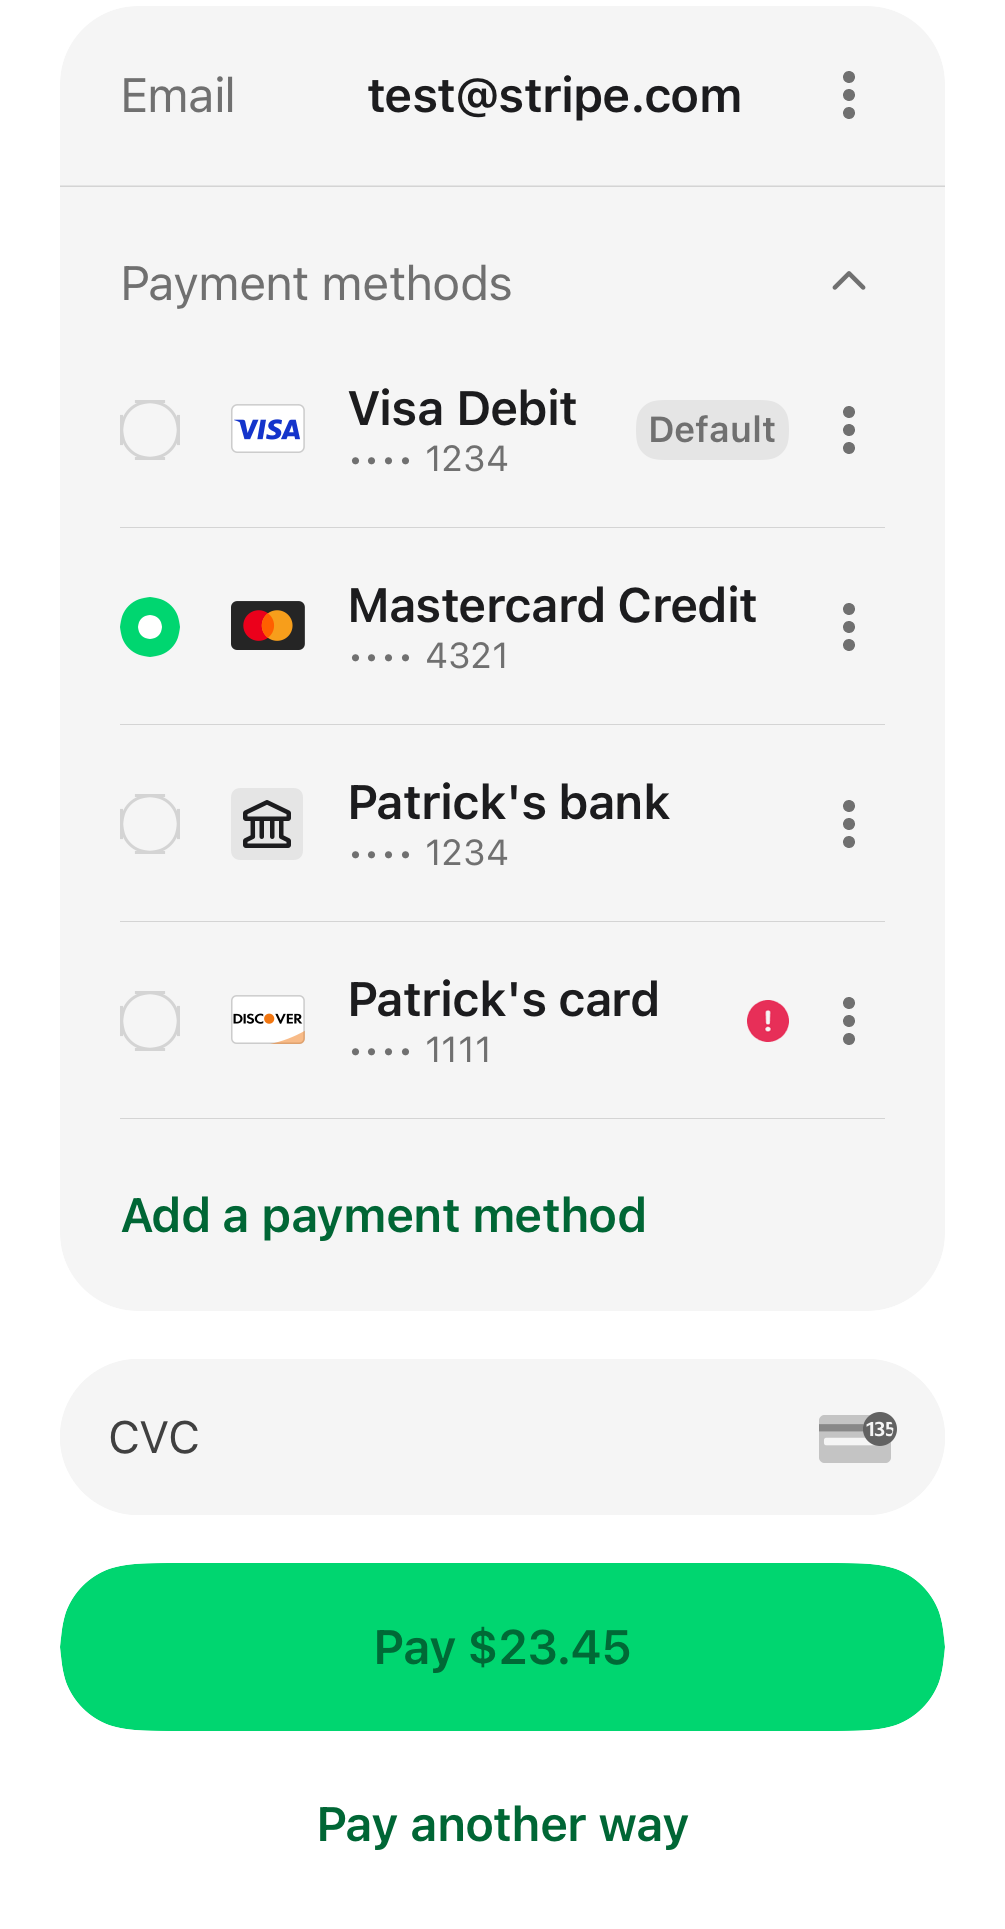 Email test@stripe.com
Payment methods
VISA Visa Debit Default
•••• 1234
Mastercard Credit
•••• 4321
Patrick's bank
•••• 1234
DISCOVER Patrick's card !
•••• 1111
Add a payment method
CVC 135
Pay $23.45
Pay another way